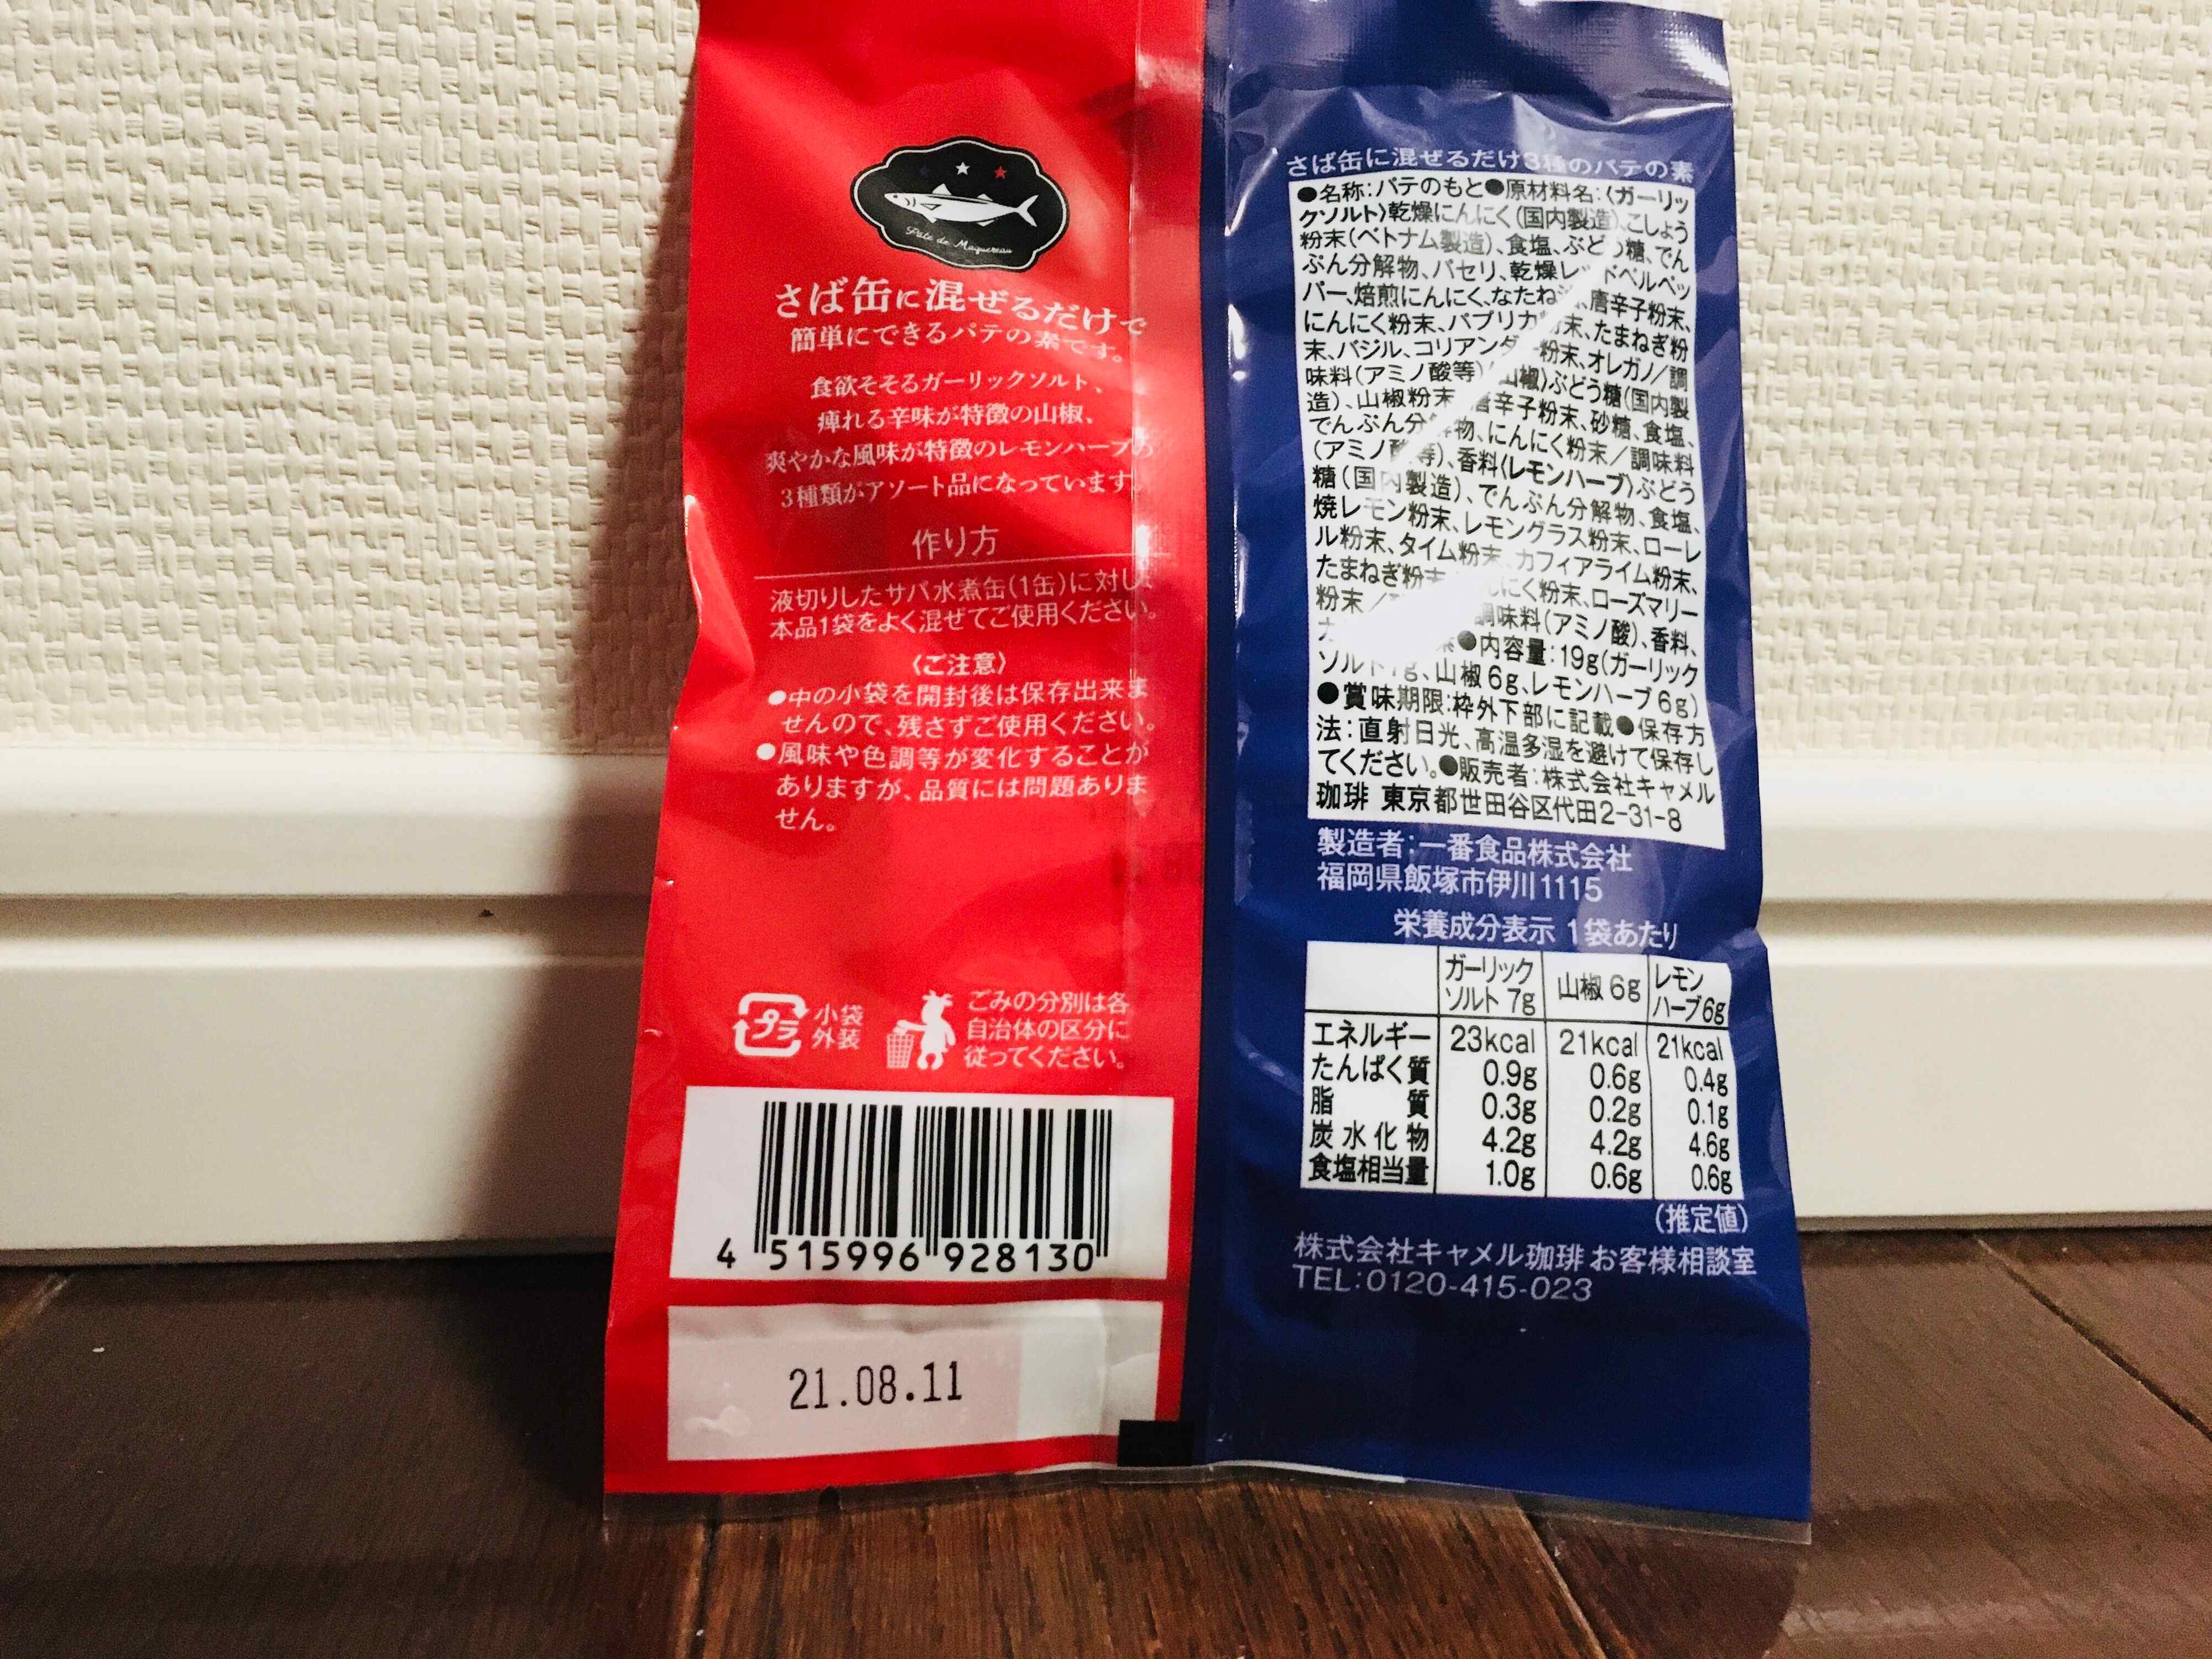 Pâté de Maquereau
さば缶に混ぜるだけで
簡単にできるパテの素です。
食欲そそるガーリックソルト、
痺れる辛味が特徴の山椒、
爽やかな風味が特徴のレモンハーブの
3種類がアソート品になっています
作り方
液切りしたサバ水煮缶(1缶)に対し
本品1袋をよく混ぜてご使用ください。
〈ご注意〉
●中の小袋を開封後は保存出来ま
せんので、残さずご使用ください。
●風味や色調等が変化することが
ありますが、品質には問題ありま
せん。
プラ
小袋
外装
ごみの分別は各
自治体の区分に
従ってください。
4 515996 928130
21.08.11
さば缶に混ぜるだけ3種のパテの素
●名称:パテのもと●原材料名:〈ガーリッ
クソルト〉乾燥にんにく(国内製造)、こしょう
粉末(ベトナム製造)、食塩、ぶどう糖、でん
ぷん分解物、パセリ、乾燥レッドベルペッ
パー、焙煎にんにく、なたね 、唐辛子粉末、
にんにく粉末、パプリカ粉末、たまねぎ粉
末、バジル、コリアンダー粉末、オレガノ/調
味料(アミノ酸等)〈山椒〉ぶどう糖(国内製
造)、山椒粉末、唐辛子粉末、砂糖、食塩、
でんぷん分解物、にんにく粉末/調味料
(アミノ酸等)、香料〈レモンハーブ〉ぶどう
糖(国内製造)、でんぷん分解物、食塩、
焼レモン粉末、レモングラス粉末、ローレ
ル粉末、タイム粉末、カフィアライム粉末、
たまねぎ粉末、にんにく粉末、ローズマリー
粉末/ 調味料(アミノ酸)、香料、
●内容量:19g(ガーリック
ソルト7g、山椒6g、レモンハーブ6g)
●賞味期限:枠外下部に記載●保存方
法:直射日光、高温多湿を避けて保存し
てください。●販売者:株式会社キャメル
珈琲 東京都世田谷区代田2-31-8
製造者:一番食品株式会社
福岡県飯塚市伊川1115
栄養成分表示 1袋あたり
ガーリックソルト 7g 山椒 6g レモンハーブ 6g
エネルギー 23kcal 21kcal 21kcal
たんぱく質 0.9g 0.6g 0.4g
脂質 0.3g 0.2g 0.1g
炭水化物 4.2g 4.2g 4.6g
食塩相当量 1.0g 0.6g 0.6g
(推定値)
株式会社キャメル珈琲 お客様相談室
TEL:0120-415-023